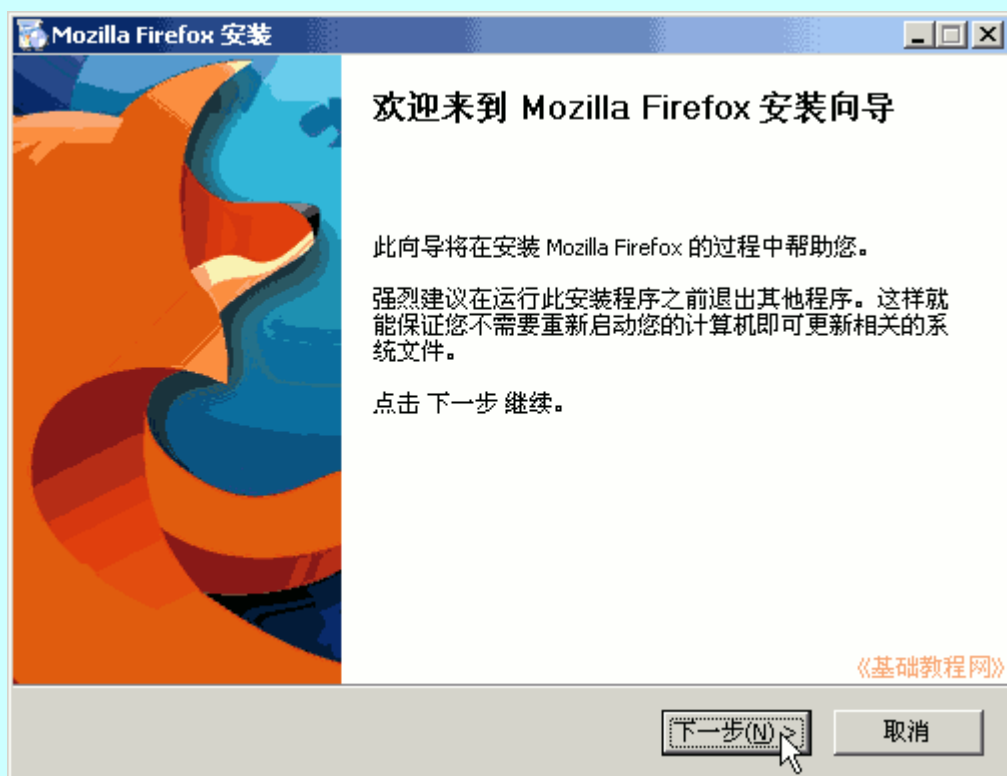 Mozilla Firefox 安装
欢迎来到 Mozilla Firefox 安装向导
此向导将在安装 Mozilla Firefox 的过程中帮助您。
强烈建议在运行此安装程序之前退出其他程序。这样就
能保证您不需要重新启动您的计算机即可更新相关的系
统文件。
点击 下一步 继续。
《基础教程网》
下一步(N) >
取消